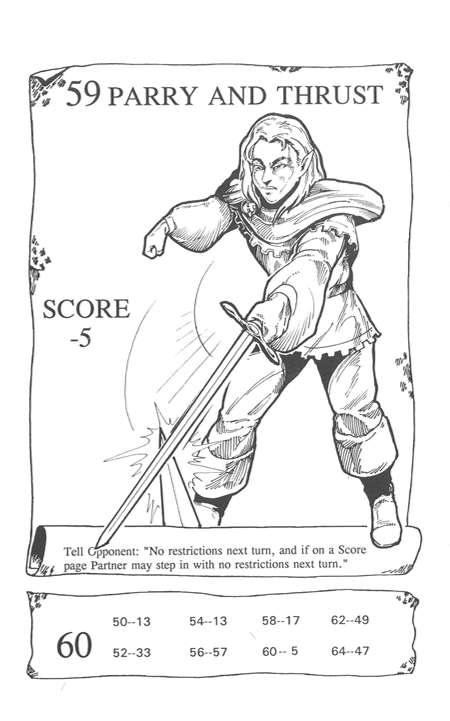 59 PARRY AND THRUST
SCORE
-5
Tell Opponent: "No restrictions next turn, and if on a Score
page Partner may step in with no restrictions next turn."
60
50--13 54--13 58--17 62--49
52--33 56--57 60-- 5 64--47